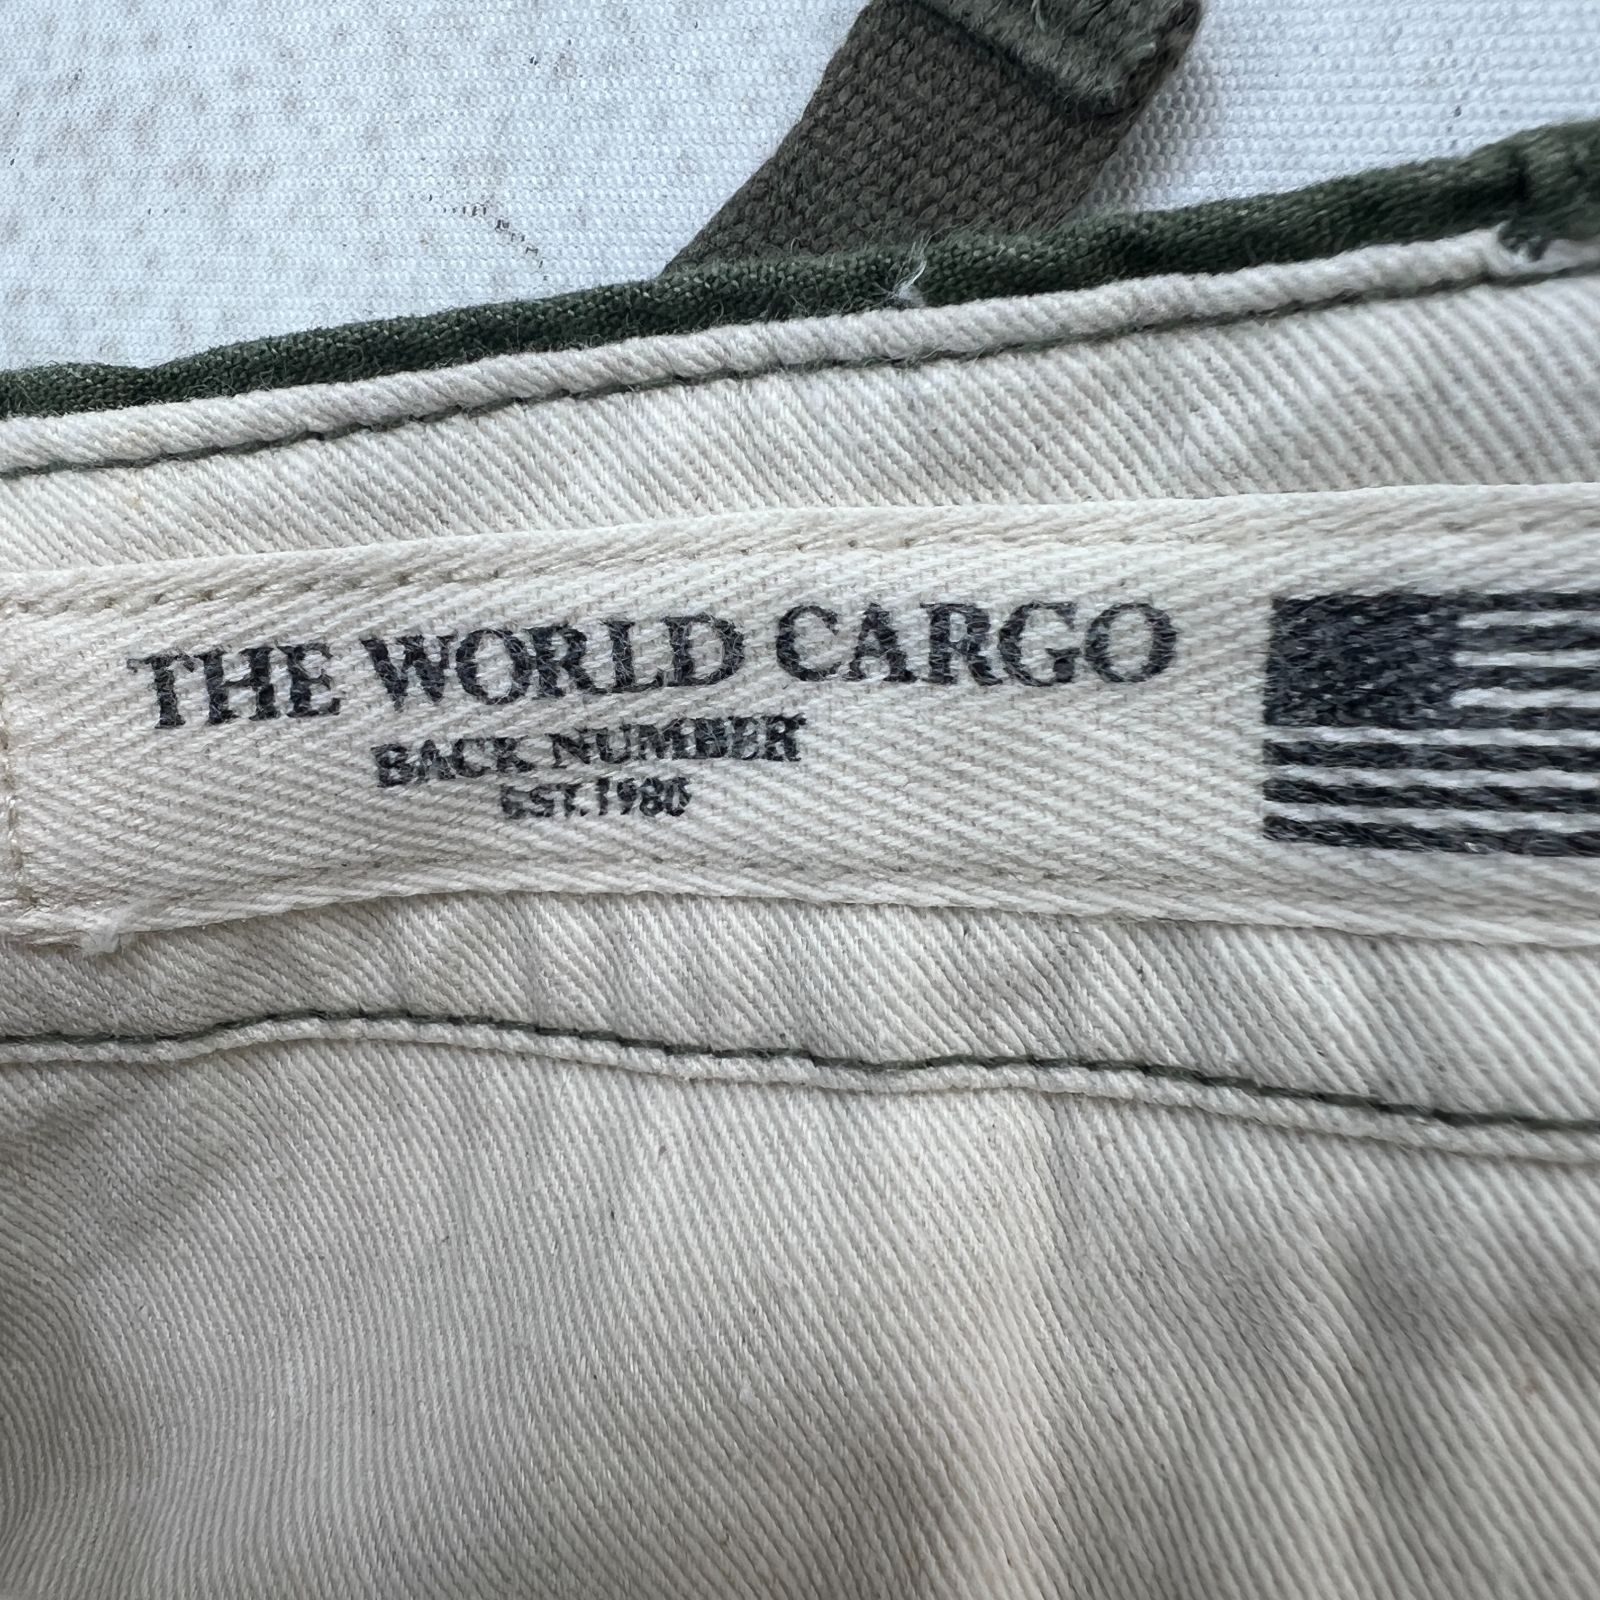 THE WORLD CARGO
BACK NUMBER
EST.1980